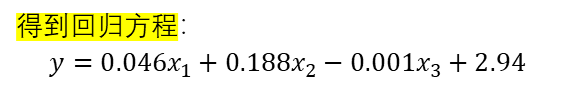 得到回归方程:
y = 0.046x₁ + 0.188x₂ − 0.001x₃ + 2.94